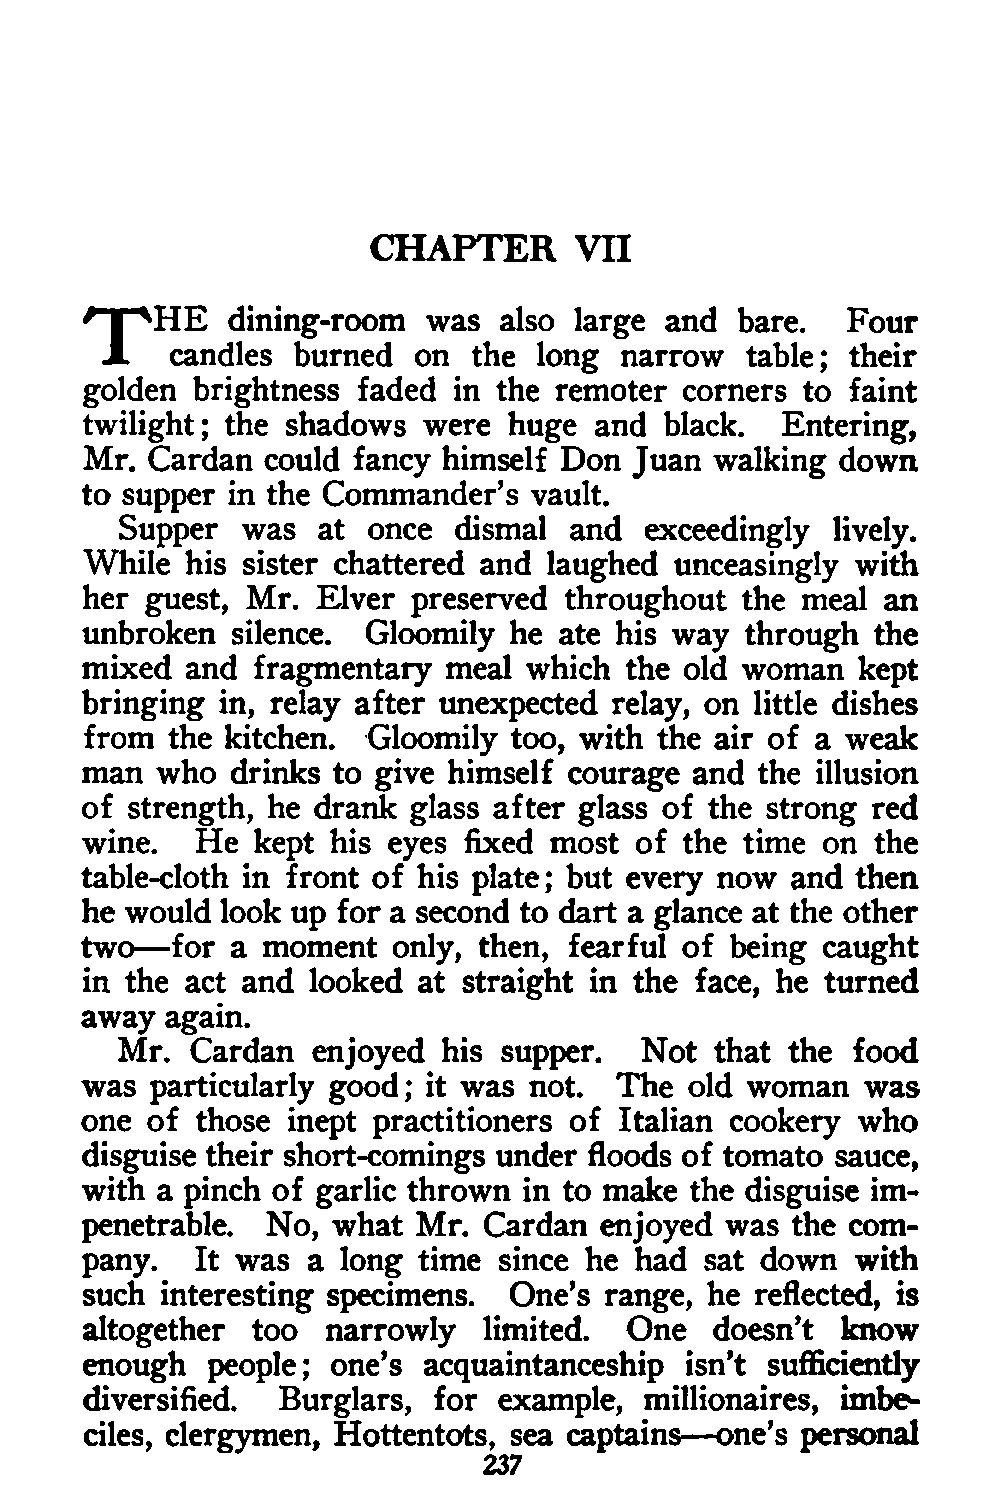 CHAPTER VII
THE dining-room was also large and bare. Four
candles burned on the long narrow table; their
golden brightness faded in the remoter corners to faint
twilight; the shadows were huge and black. Entering,
Mr. Cardan could fancy himself Don Juan walking down
to supper in the Commander's vault.
Supper was at once dismal and exceedingly lively.
While his sister chattered and laughed unceasingly with
her guest, Mr. Elver preserved throughout the meal an
unbroken silence. Gloomily he ate his way through the
mixed and fragmentary meal which the old woman kept
bringing in, relay after unexpected relay, on little dishes
from the kitchen. Gloomily too, with the air of a weak
man who drinks to give himself courage and the illusion
of strength, he drank glass after glass of the strong red
wine. He kept his eyes fixed most of the time on the
table-cloth in front of his plate; but every now and then
he would look up for a second to dart a glance at the other
two—for a moment only, then, fearful of being caught
in the act and looked at straight in the face, he turned
away again.
Mr. Cardan enjoyed his supper. Not that the food
was particularly good; it was not. The old woman was
one of those inept practitioners of Italian cookery who
disguise their short-comings under floods of tomato sauce,
with a pinch of garlic thrown in to make the disguise im-
penetrable. No, what Mr. Cardan enjoyed was the com-
pany. It was a long time since he had sat down with
such interesting specimens. One's range, he reflected, is
altogether too narrowly limited. One doesn't know
enough people; one's acquaintanceship isn't sufficiently
diversified. Burglars, for example, millionaires, imbe-
ciles, clergymen, Hottentots, sea captains—one's personal
237